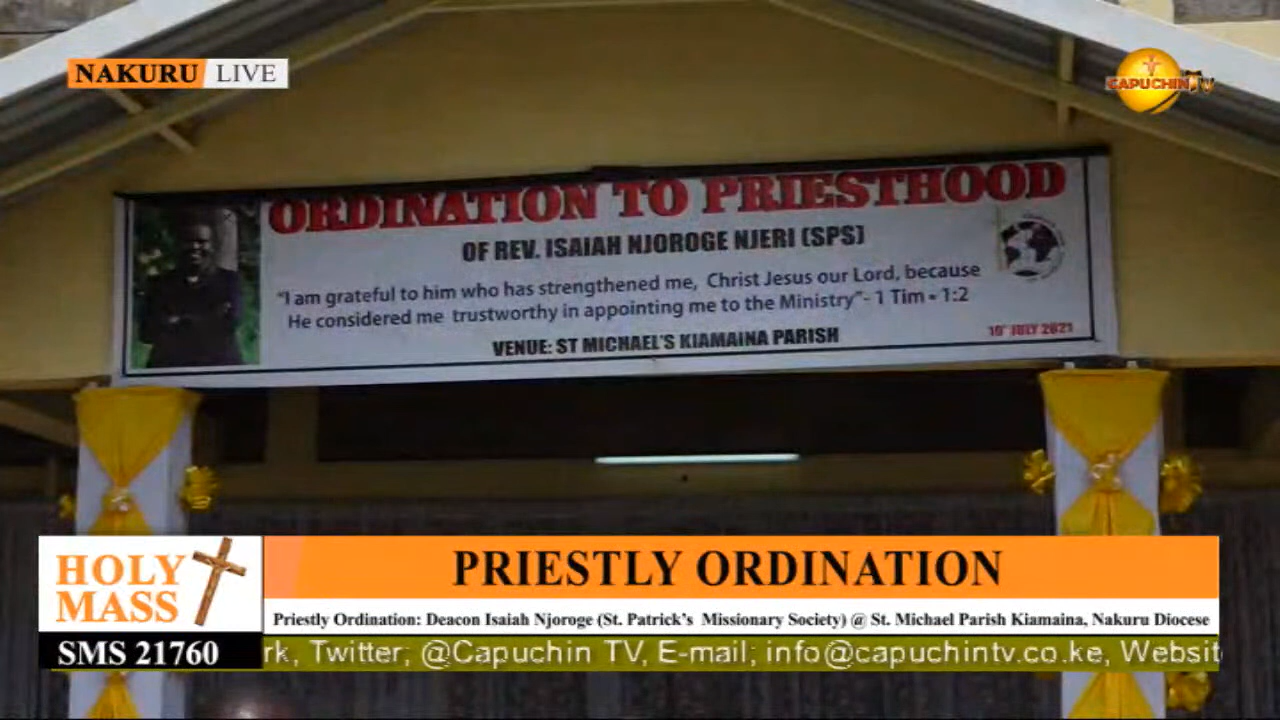 NAKURU LIVE
CAPUCHIN TV
ORDINATION TO PRIESTHOOD
OF REV. ISAIAH NJOROGE NJERI (SPS)
"I am grateful to him who has strengthened me, Christ Jesus our Lord, because
He considered me trustworthy in appointing me to the Ministry"- 1 Tim - 1:2
VENUE: ST MICHAEL'S KIAMAINA PARISH
JULY 2021
HOLY
MASS
PRIESTLY ORDINATION
Priestly Ordination: Deacon Isaiah Njoroge (St. Patrick's Missionary Society) @ St. Michael Parish Kiamaina, Nakuru Diocese
SMS 21760
rk, Twitter; @Capuchin TV, E-mail; info@capuchintv.co.ke, Websit